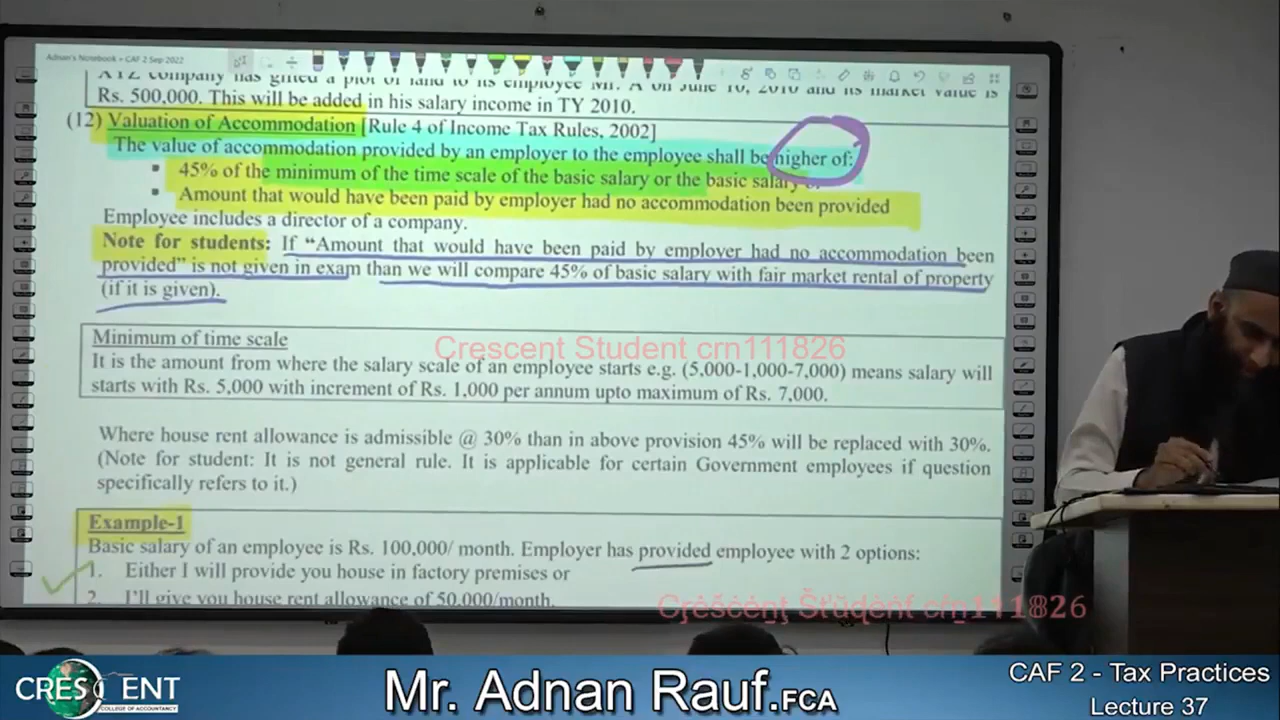 Adnan's Notebook » CAF 2 Sep 2022
XYZ company has gifted a plot of land to its employee Mr. A on June 10, 2010 and its market value is
Rs. 500,000. This will be added in his salary income in TY 2010.
(12) Valuation of Accommodation [Rule 4 of Income Tax Rules, 2002]
The value of accommodation provided by an employer to the employee shall be higher of:
▪ 45% of the minimum of the time scale of the basic salary or the basic salary
▪ Amount that would have been paid by employer had no accommodation been provided
Employee includes a director of a company.
Note for students: If “Amount that would have been paid by employer had no accommodation been
provided” is not given in exam than we will compare 45% of basic salary with fair market rental of property
(if it is given).
Minimum of time scale
It is the amount from where the salary scale of an employee starts e.g. (5,000-1,000-7,000) means salary will
starts with Rs. 5,000 with increment of Rs. 1,000 per annum upto maximum of Rs. 7,000.
Crescent Student crn111826
Where house rent allowance is admissible @ 30% than in above provision 45% will be replaced with 30%.
(Note for student: It is not general rule. It is applicable for certain Government employees if question
specifically refers to it.)
Example-1
Basic salary of an employee is Rs. 100,000/ month. Employer has provided employee with 2 options:
1. Either I will provide you house in factory premises or
2. I'll give you house rent allowance of 50,000/month.
Crescent Student crn111826
CRESCENT
COLLEGE OF ACCOUNTANCY
Mr. Adnan Rauf.FCA
CAF 2 - Tax Practices
Lecture 37